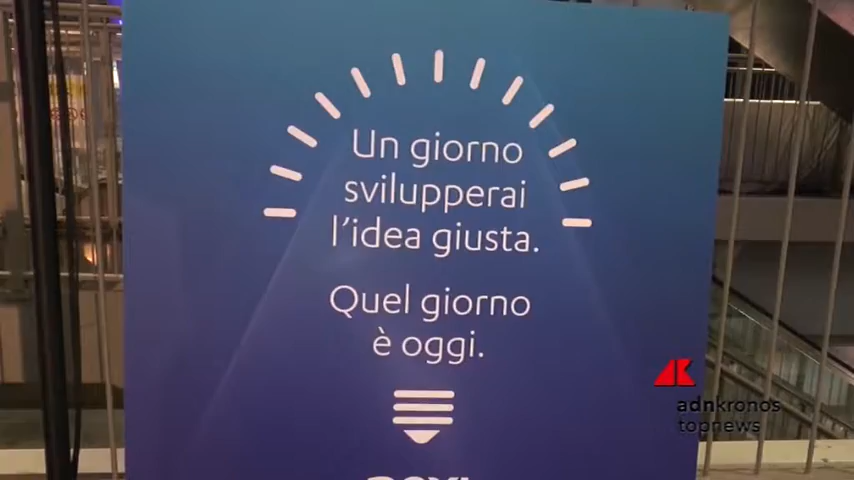 Un giorno
svilupperai
l'idea giusta.
Quel giorno
è oggi.
adnkronos
topnews